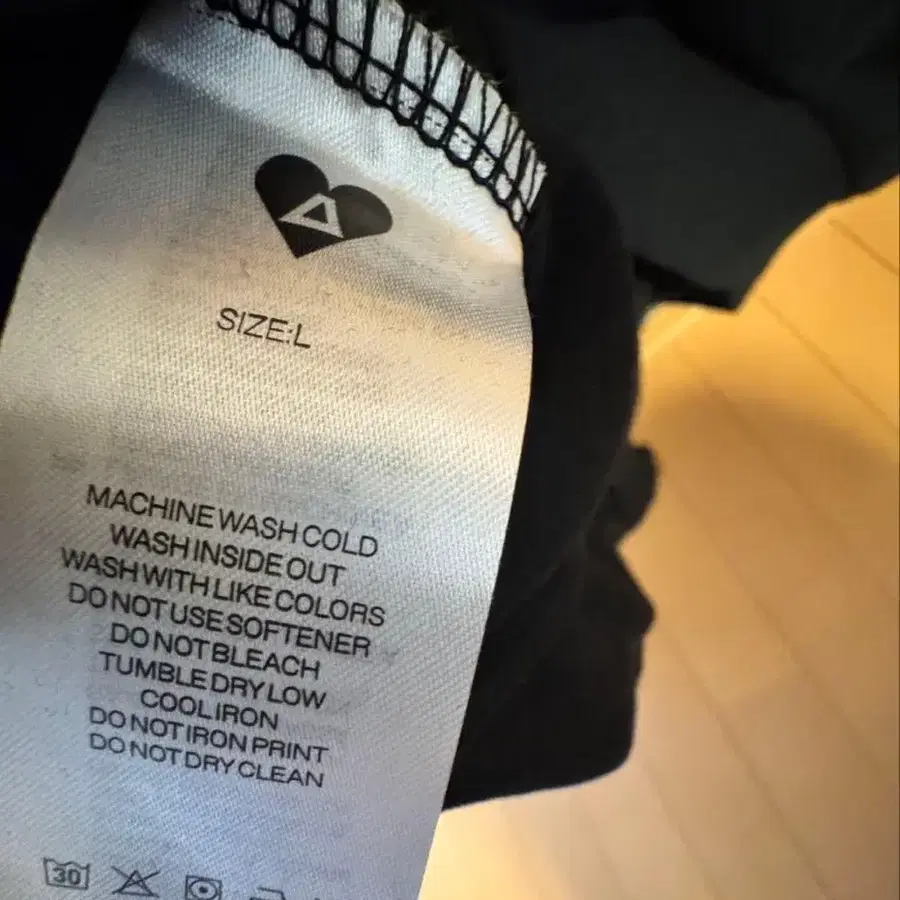 SIZE:L
MACHINE WASH COLD
WASH INSIDE OUT
WASH WITH LIKE COLORS
DO NOT USE SOFTENER
DO NOT BLEACH
TUMBLE DRY LOW
COOL IRON
DO NOT IRON PRINT
DO NOT DRY CLEAN
30